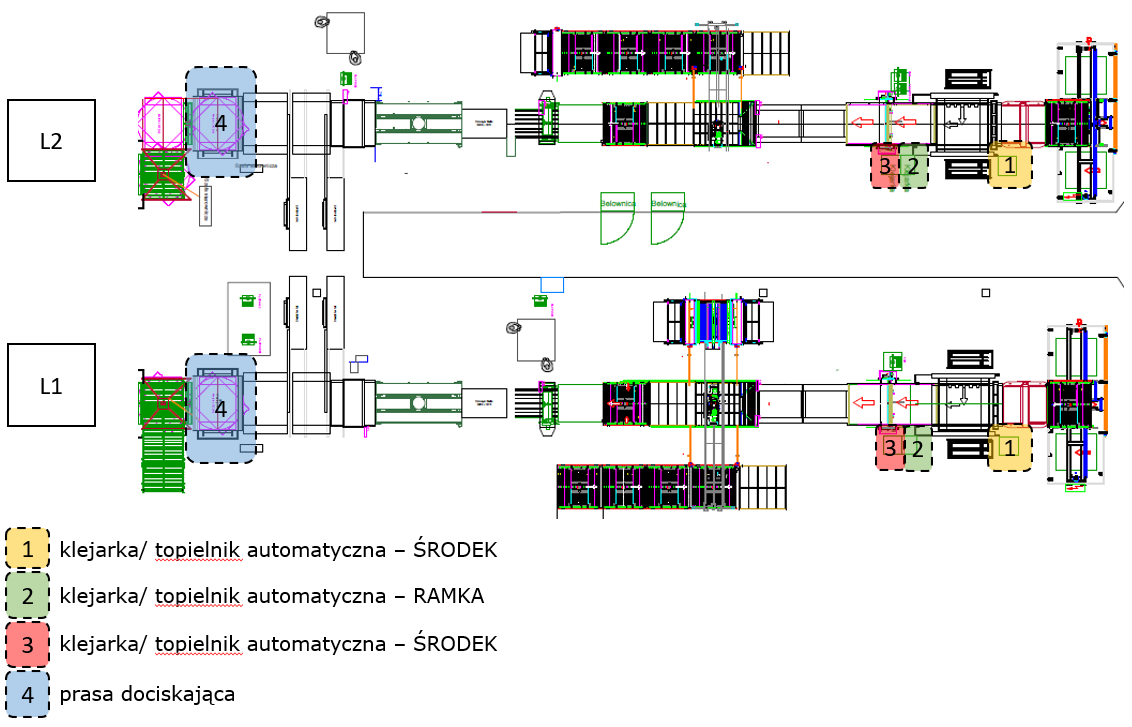 L2
4
3
2
1
Belownica
Belownica
L1
4
3
2
1
1 klejarka/ topielnik automatyczna – ŚRODEK
2 klejarka/ topielnik automatyczna – RAMKA
3 klejarka/ topielnik automatyczna – ŚRODEK
4 prasa dociskająca